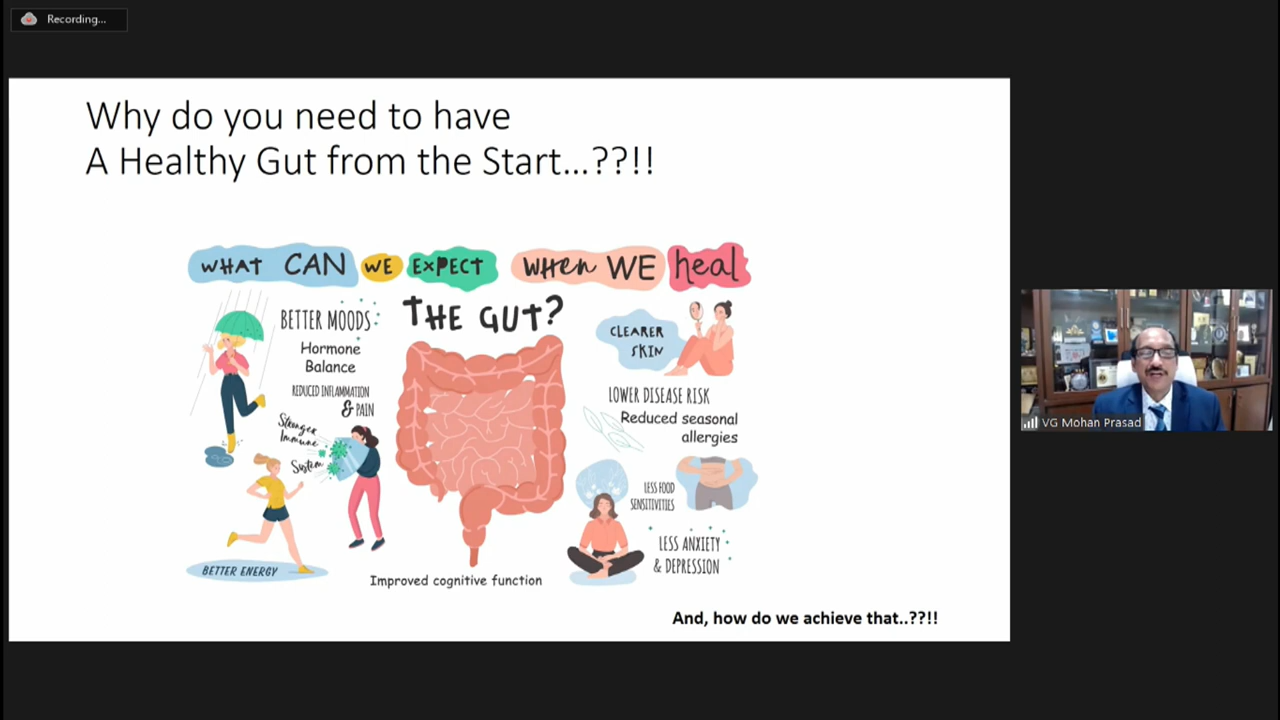 Recording...
Why do you need to have
A Healthy Gut from the Start...??!!
WHAT CAN WE EXPECT WHEN WE heal
THE GUT?
BETTER MOODS
Hormone
Balance
REDUCED INFLAMMATION
& PAIN
Stronger
Immune
System
BETTER ENERGY
Improved cognitive function
CLEARER
SKIN
LOWER DISEASE RISK
Reduced seasonal
allergies
LESS FOOD
SENSITIVITIES
LESS ANXIETY
& DEPRESSION
And, how do we achieve that..??!!
VG Mohan Prasad